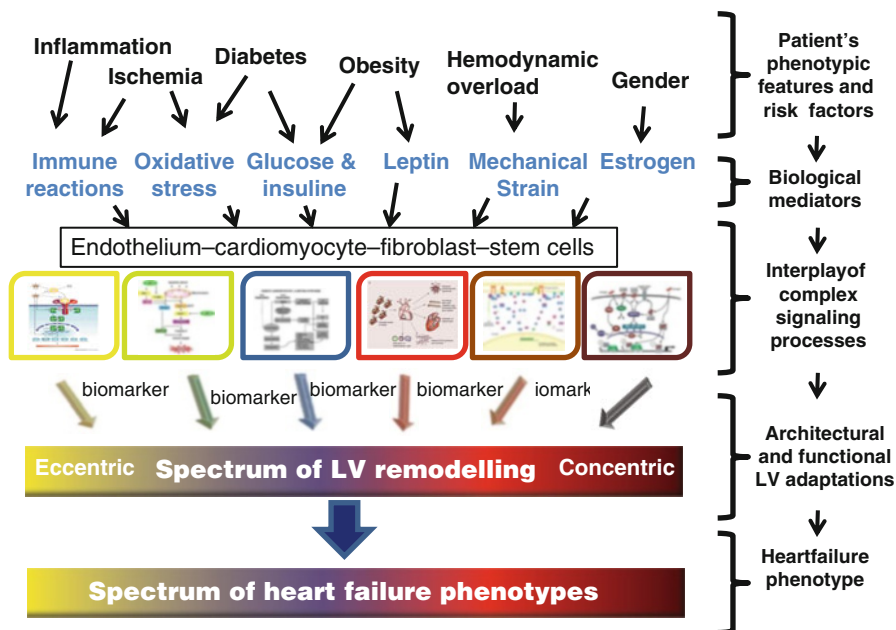 Inflammation
Ischemia
Diabetes
Obesity
Hemodynamic
overload
Gender
Patient's
phenotypic
features and
risk factors
Immune
reactions
Oxidative
stress
Glucose &
insuline
Leptin
Mechanical
Strain
Estrogen
Biological
mediators
Endothelium–cardiomyocyte–fibroblast–stem cells
Interplayof
complex
signaling
processes
biomarker
biomarker
biomarker
biomarker
iomark
Eccentric
Spectrum of LV remodelling
Concentric
Architectural
and functional
LV adaptations
Spectrum of heart failure phenotypes
Heartfailure
phenotype